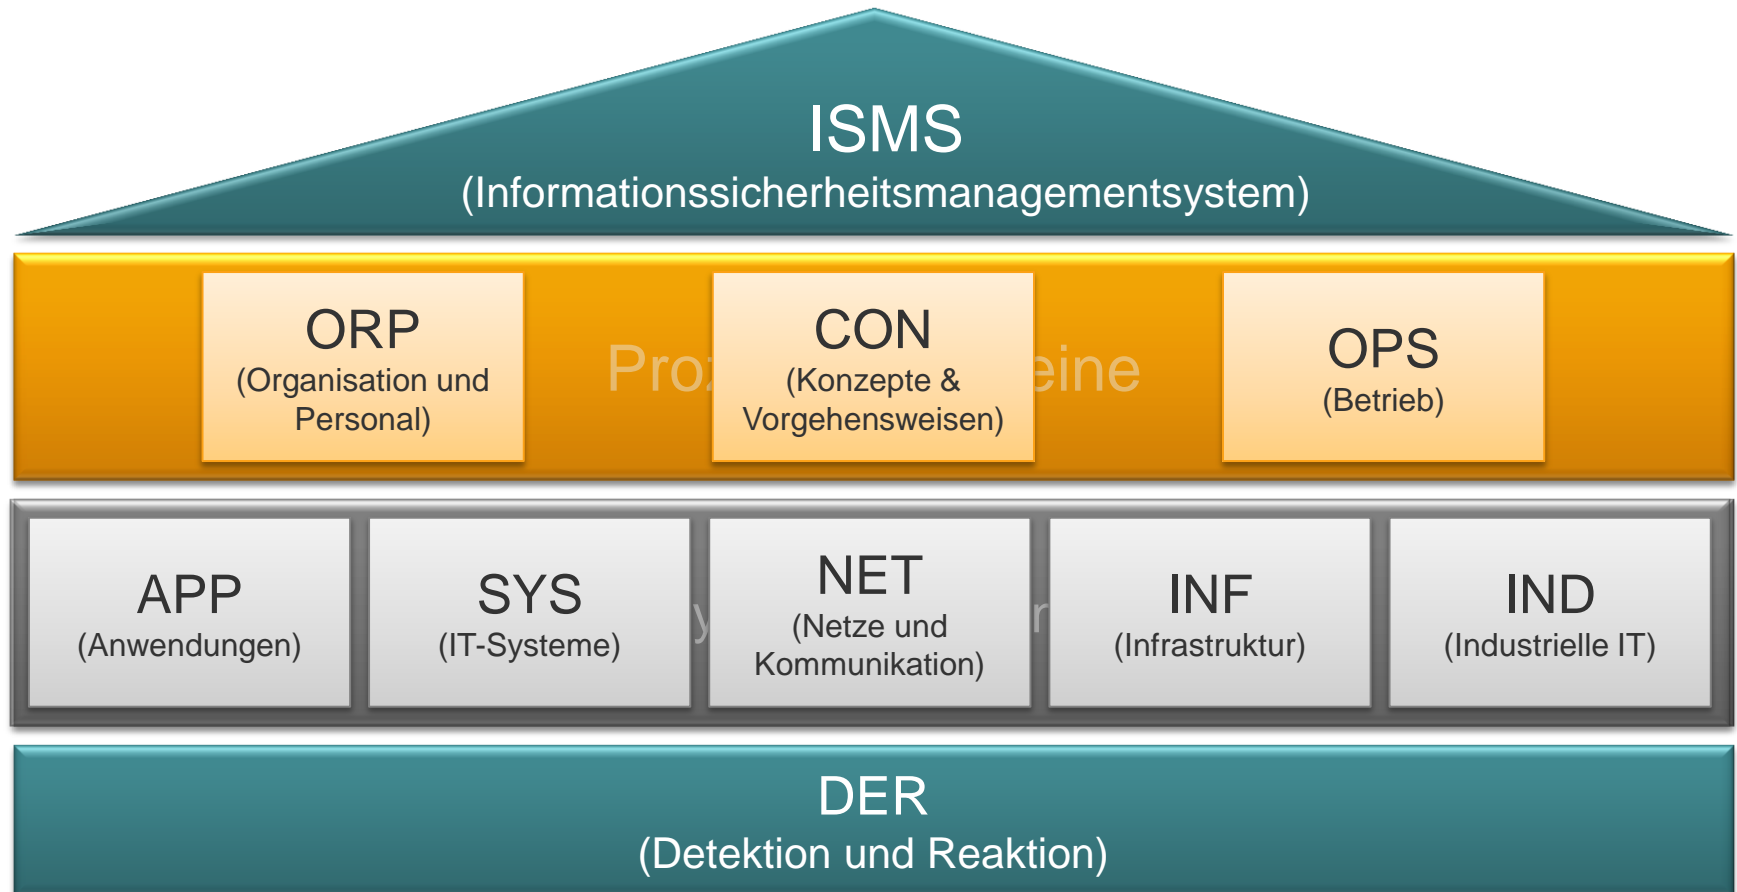 ISMS
(Informationssicherheitsmanagementsystem)
ORP
(Organisation und
Personal)
CON
(Konzepte &
Vorgehensweisen)
OPS
(Betrieb)
APP
(Anwendungen)
SYS
(IT-Systeme)
NET
(Netze und
Kommunikation)
INF
(Infrastruktur)
IND
(Industrielle IT)
DER
(Detektion und Reaktion)